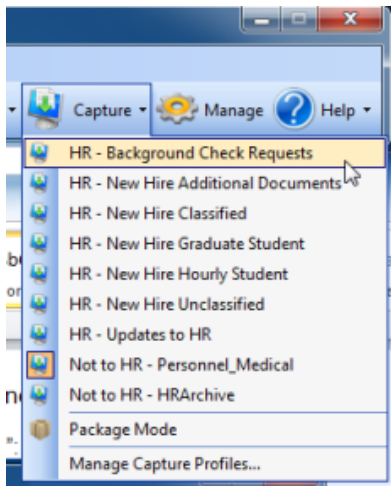 Capture Manage Help
HR - Background Check Requests
HR - New Hire Additional Documents
HR - New Hire Classified
HR - New Hire Graduate Student
HR - New Hire Hourly Student
HR - New Hire Unclassified
HR - Updates to HR
Not to HR - Personnel_Medical
Not to HR - HRArchive
Package Mode
Manage Capture Profiles...